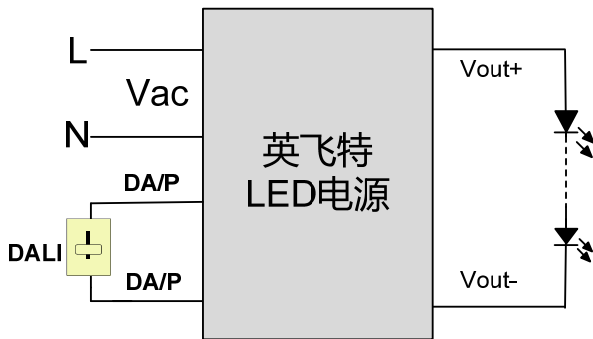 L
Vac
N
DA/P
DALI
DA/P
英飞特
LED电源
Vout+
Vout-